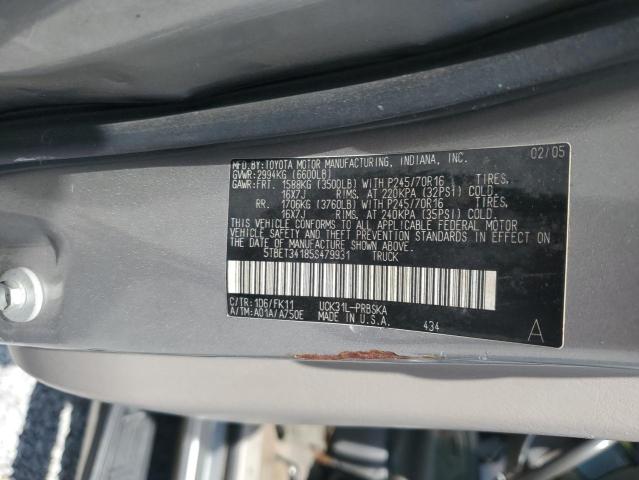 MFD.BY:TOYOTA MOTOR MANUFACTURING, INDIANA, INC. 02/05
GVWR: 2994KG (6600LB)
GAWR:FRT. 1588KG (3500LB) WITH P245/70R16 TIRES,
16X7J RIMS, AT 220KPA (32PSI) COLD.
RR. 1706KG (3760LB) WITH P245/70R16 TIRES,
16X7J RIMS, AT 240KPA (35PSI) COLD.
THIS VEHICLE CONFORMS TO ALL APPLICABLE FEDERAL MOTOR
VEHICLE SAFETY AND THEFT PREVENTION STANDARDS IN EFFECT ON
THE DATE OF MANUFACTURE SHOWN ABOVE.
5TBET34185S479931 TRUCK
C/TR: 1D6/FK11 UCK31L-PRBSKA
A/TM: A01A/A750E MADE IN U.S.A. 434 A